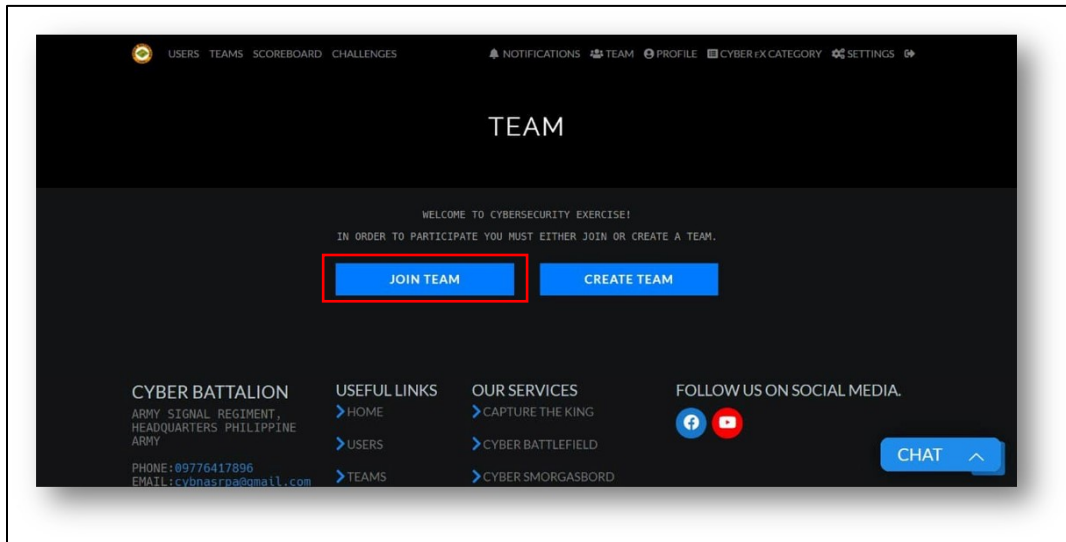 USERS TEAMS SCOREBOARD CHALLENGES NOTIFICATIONS TEAM PROFILE CYBER EX CATEGORY SETTINGS
TEAM
WELCOME TO CYBERSECURITY EXERCISE!
IN ORDER TO PARTICIPATE YOU MUST EITHER JOIN OR CREATE A TEAM.
JOIN TEAM CREATE TEAM
CYBER BATTALION
ARMY SIGNAL REGIMENT,
HEADQUARTERS PHILIPPINE
ARMY
PHONE:09776417896
EMAIL:cybnasrpa@gmail.com
USEFUL LINKS
HOME
USERS
TEAMS
OUR SERVICES
CAPTURE THE KING
CYBER BATTLEFIELD
CYBER SMORGASBORD
FOLLOW US ON SOCIAL MEDIA.
CHAT